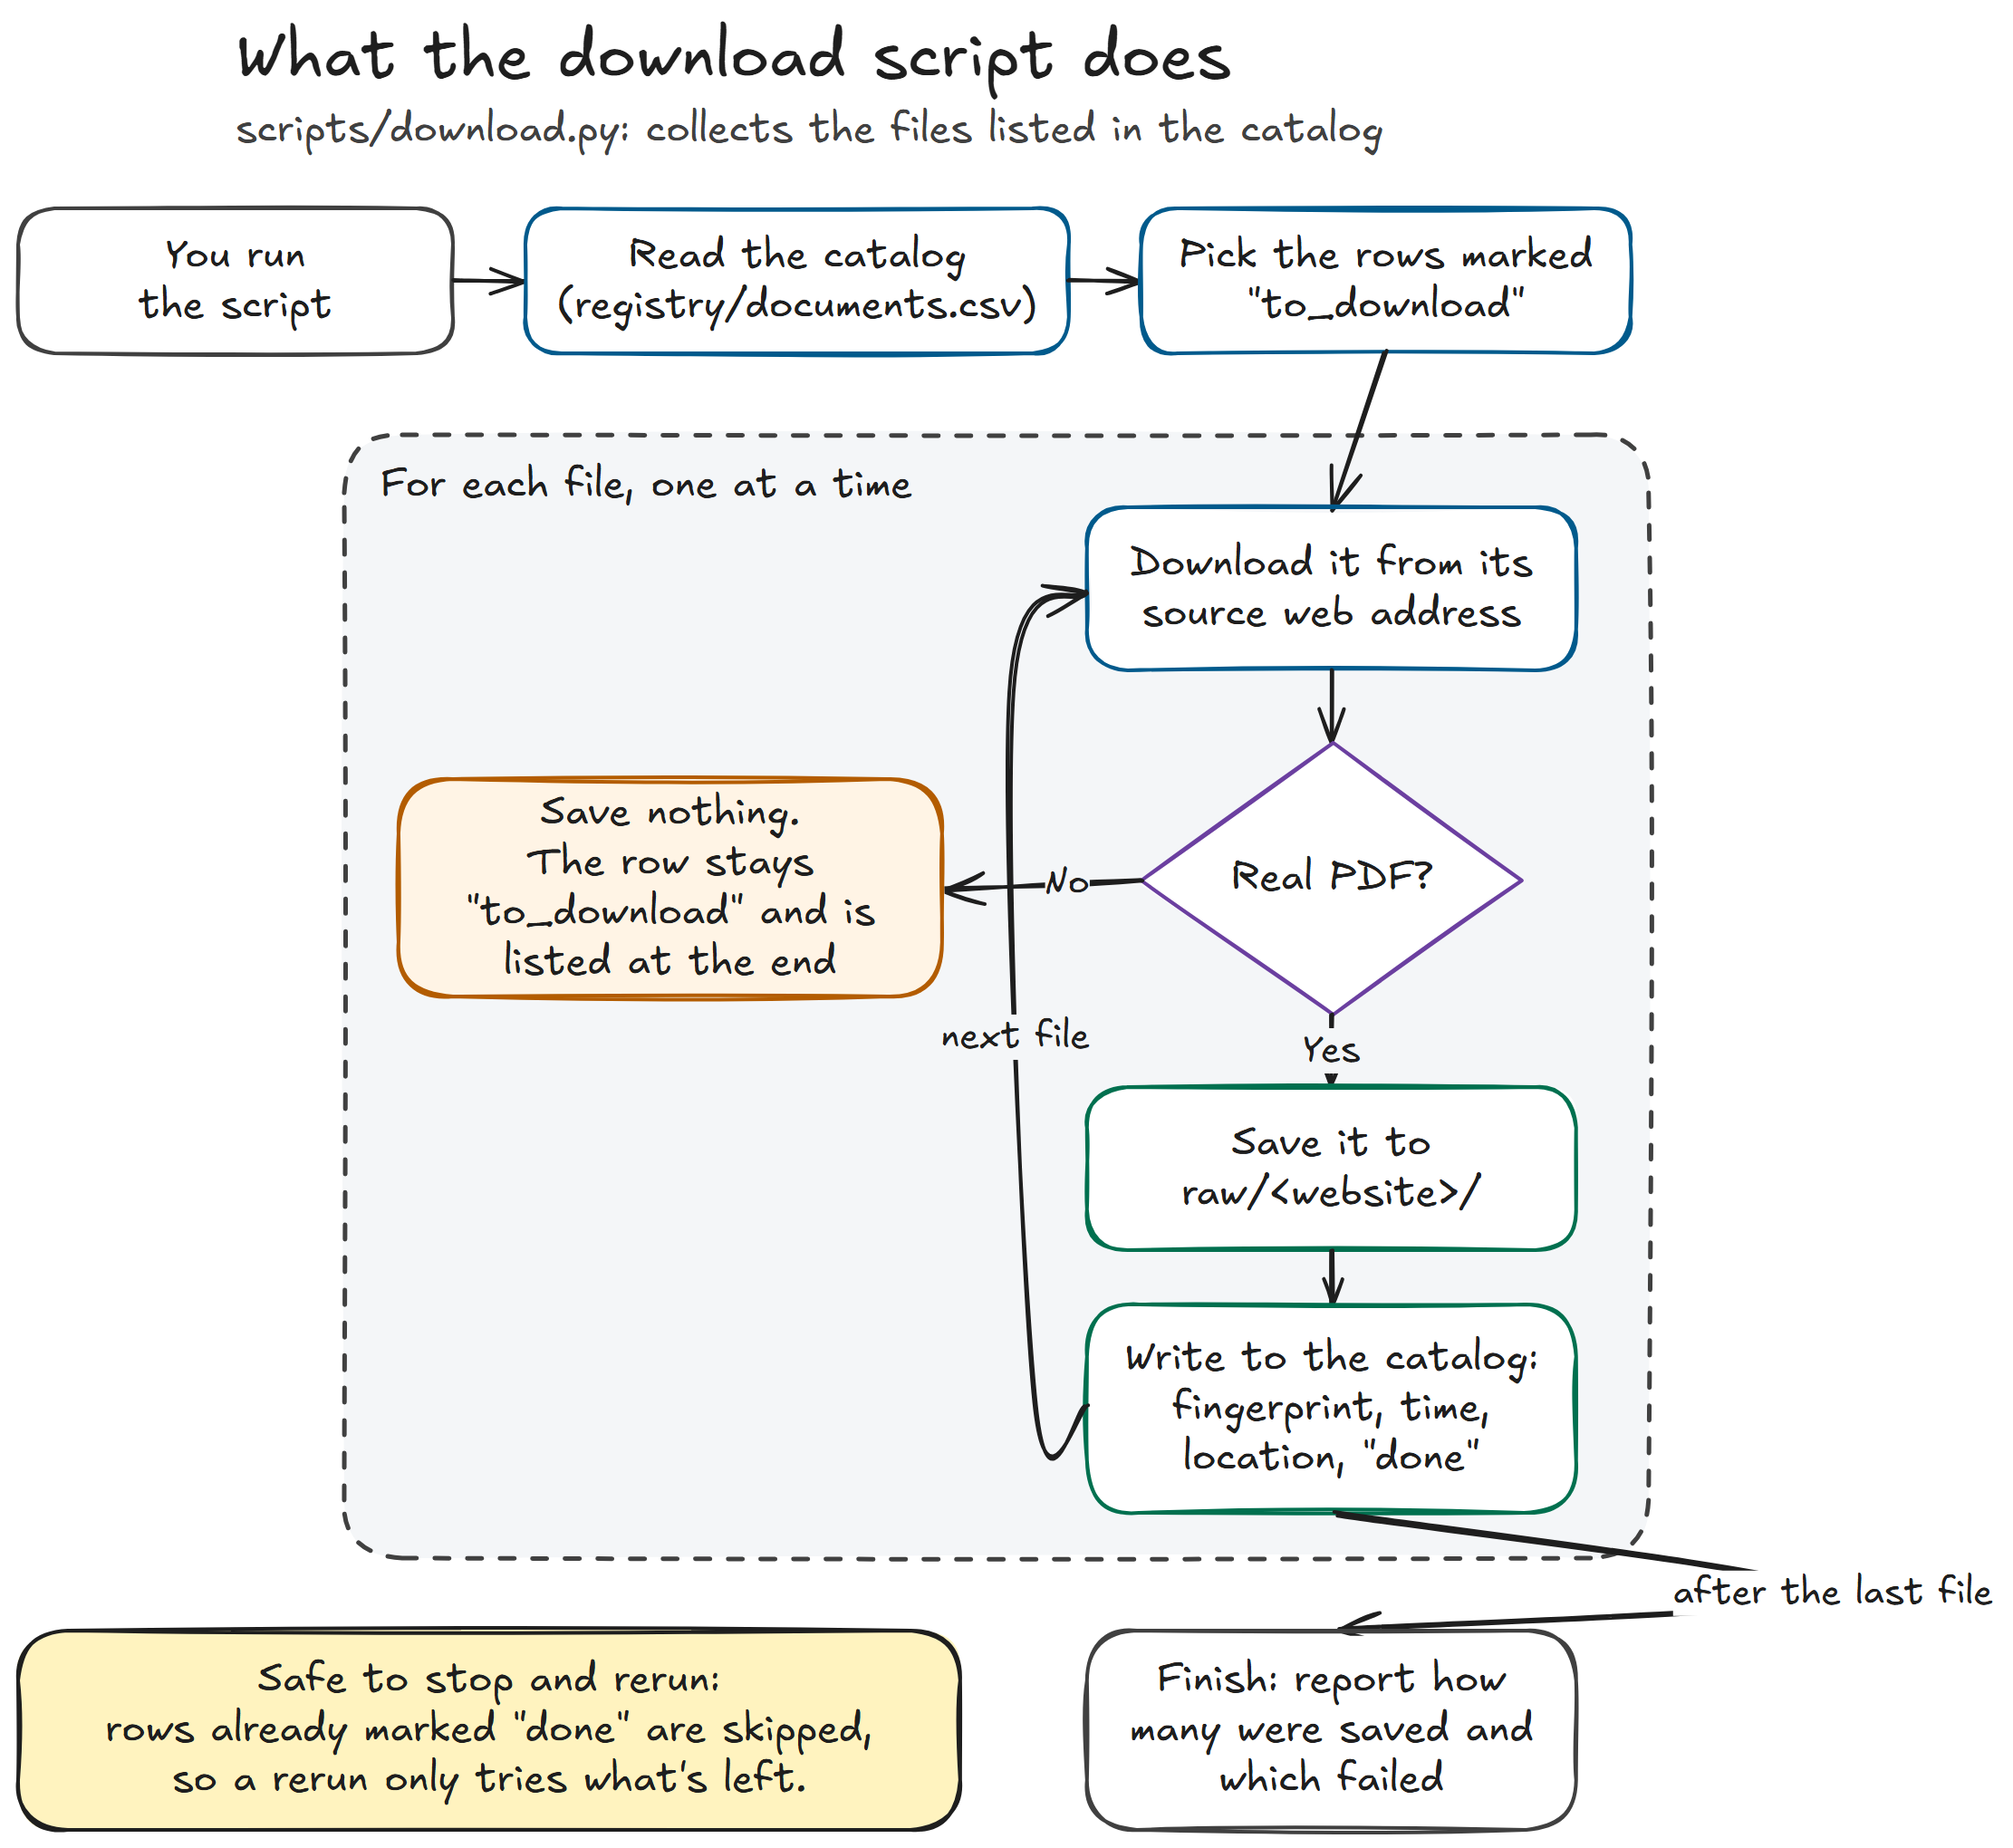 What the download script does
scripts/download.py: collects the files listed in the catalog
You run
the script
Read the catalog
(registry/documents.csv)
Pick the rows marked
"to_download"
For each file, one at a time
Download it from its
source web address
Real PDF?
No
Save nothing.
The row stays
"to_download" and is
listed at the end
next file
Yes
Save it to
raw/<website>/
Write to the catalog:
fingerprint, time,
location, "done"
after the last file
Safe to stop and rerun:
rows already marked "done" are skipped,
so a rerun only tries what's left.
Finish: report how
many were saved and
which failed